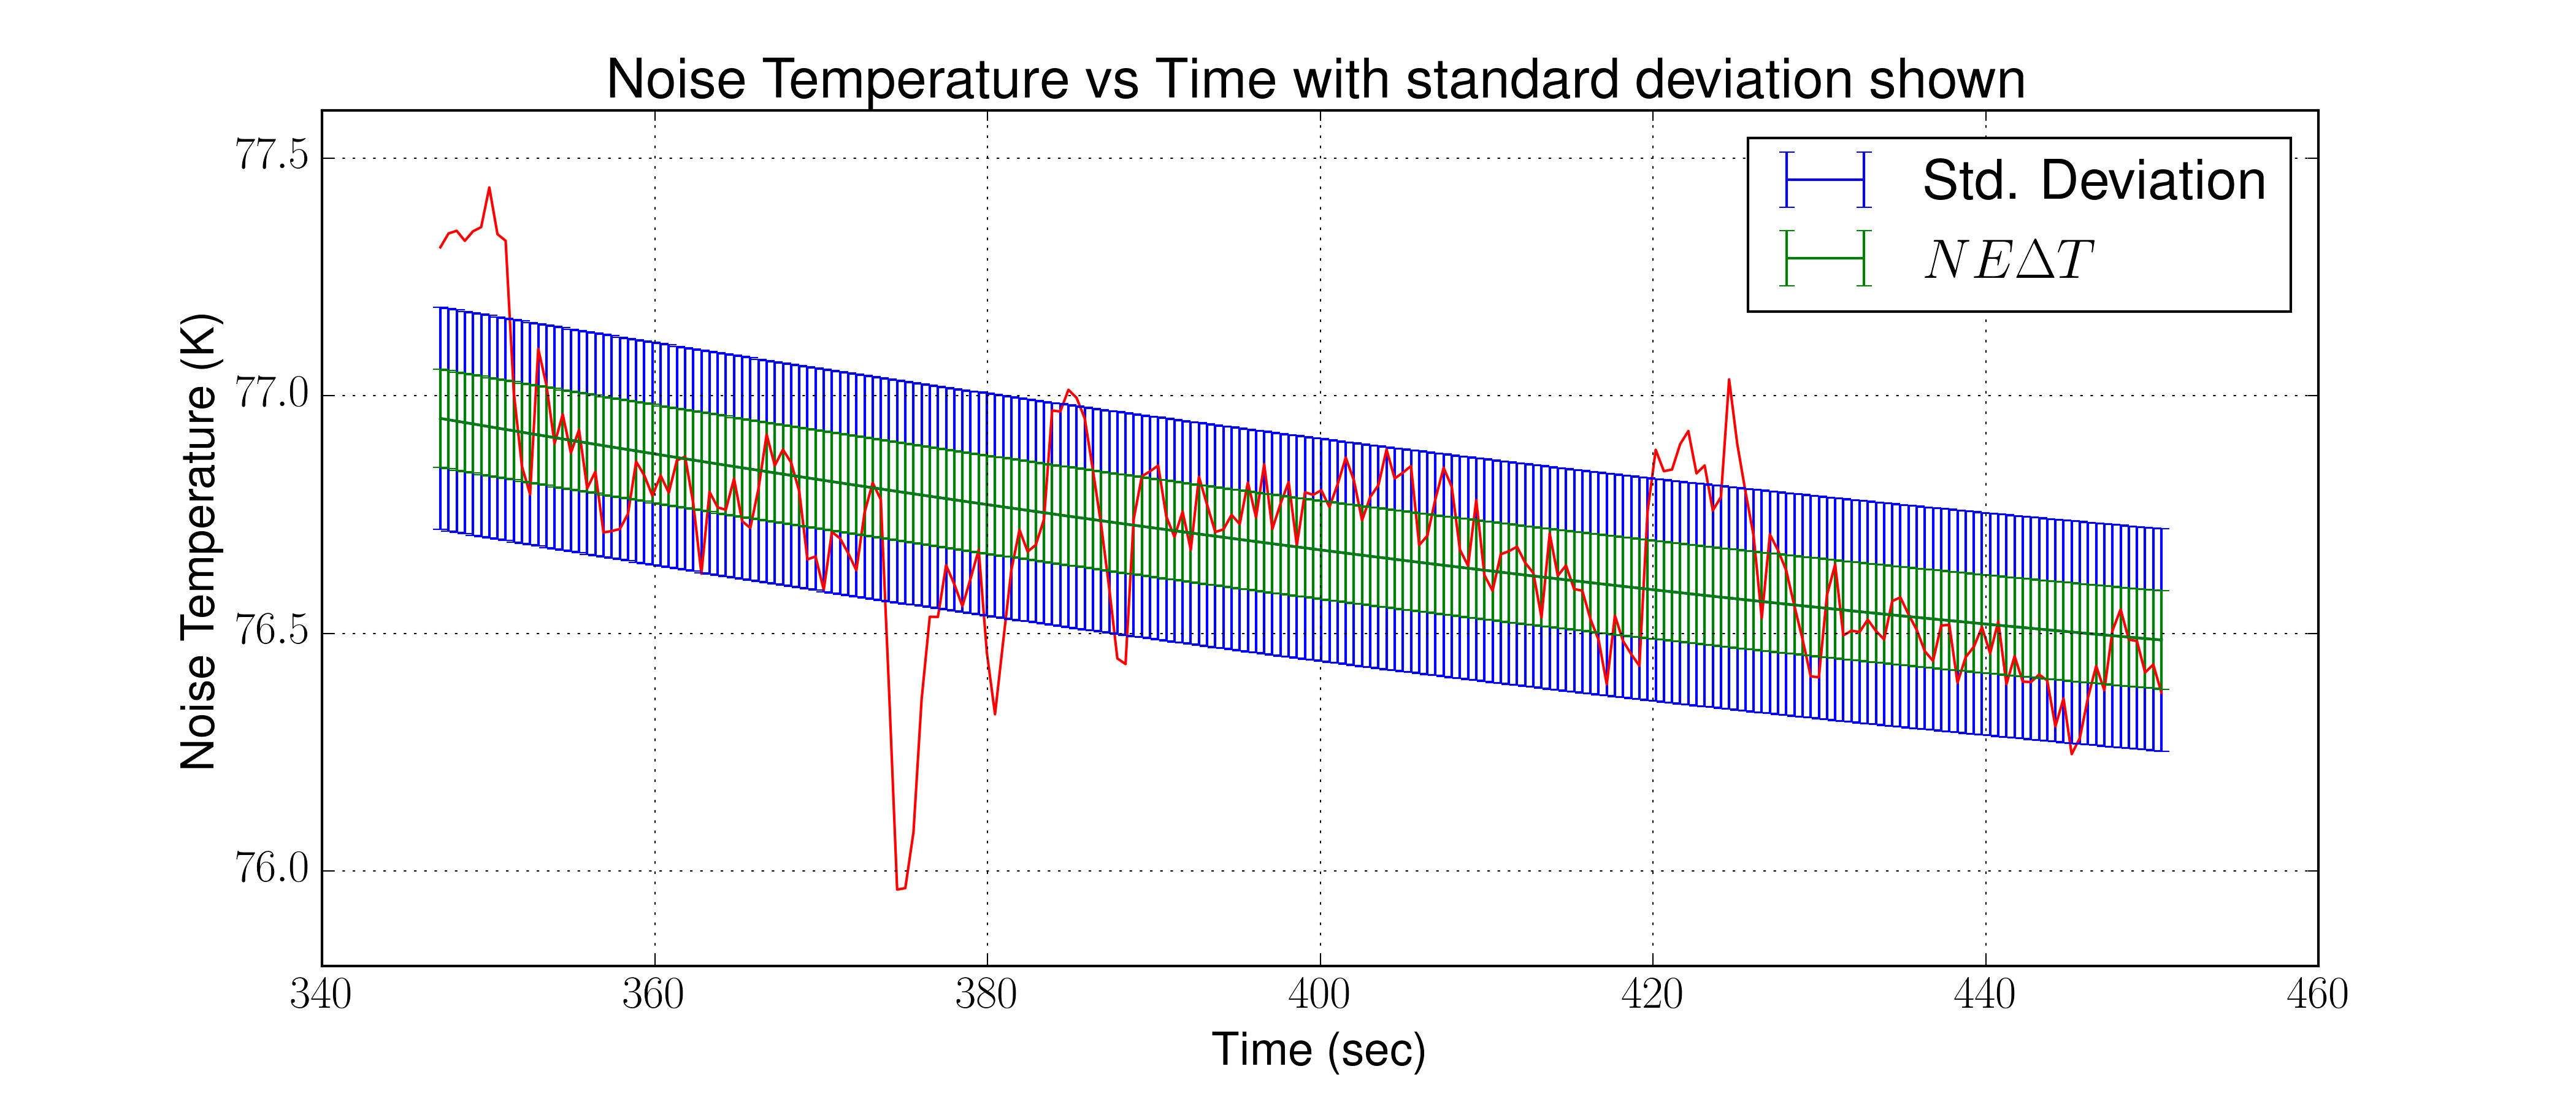 Noise Temperature vs Time with standard deviation shown
Std. Deviation
NEΔT
Noise Temperature (K)
77.5
77.0
76.5
76.0
340 360 380 400 420 440 460
Time (sec)